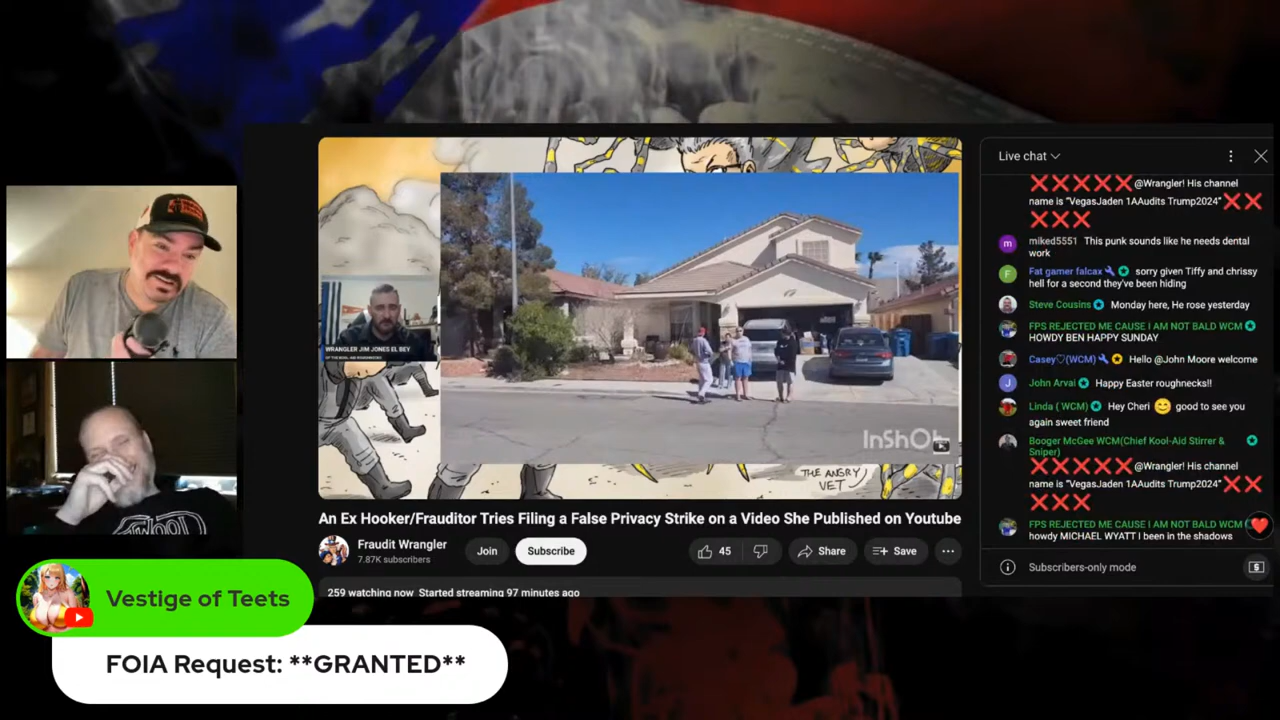 Live chat
❌❌❌❌❌@Wrangler! His channel
name is "VegasJaden 1AAudits Trump2024"❌❌
❌❌❌
miked5551 This punk sounds like he needs dental
work
Fat gamer falcax sorry given Tiffy and chrissy
hell for a second they've been hiding
Steve Cousins Monday here, He rose yesterday
FPS REJECTED ME CAUSE I AM NOT BALD WCM
HOWDY BEN HAPPY SUNDAY
Casey♡(WCM) Hello @John Moore welcome
John Arvai Happy Easter roughnecks!!
Linda ( WCM) Hey Cheri 😊 good to see you
again sweet friend
Booger McGee WCM(Chief Kool-Aid Stirrer &
Sniper)
❌❌❌❌❌@Wrangler! His channel
name is "VegasJaden 1AAudits Trump2024"❌❌
❌❌❌
FPS REJECTED ME CAUSE I AM NOT BALD WCM
howdy MICHAEL WYATT I been in the shadows
Subscribers-only mode
WRANGLER JIM JONES EL BEY
InShO
THE ANGRY
VET
An Ex Hooker/Frauditor Tries Filing a False Privacy Strike on a Video She Published on Youtube
Fraudit Wrangler
7.87K subscribers
Join
Subscribe
45
Share
Save
259 watching now Started streaming 97 minutes ago
Vestige of Teets
FOIA Request: **GRANTED**